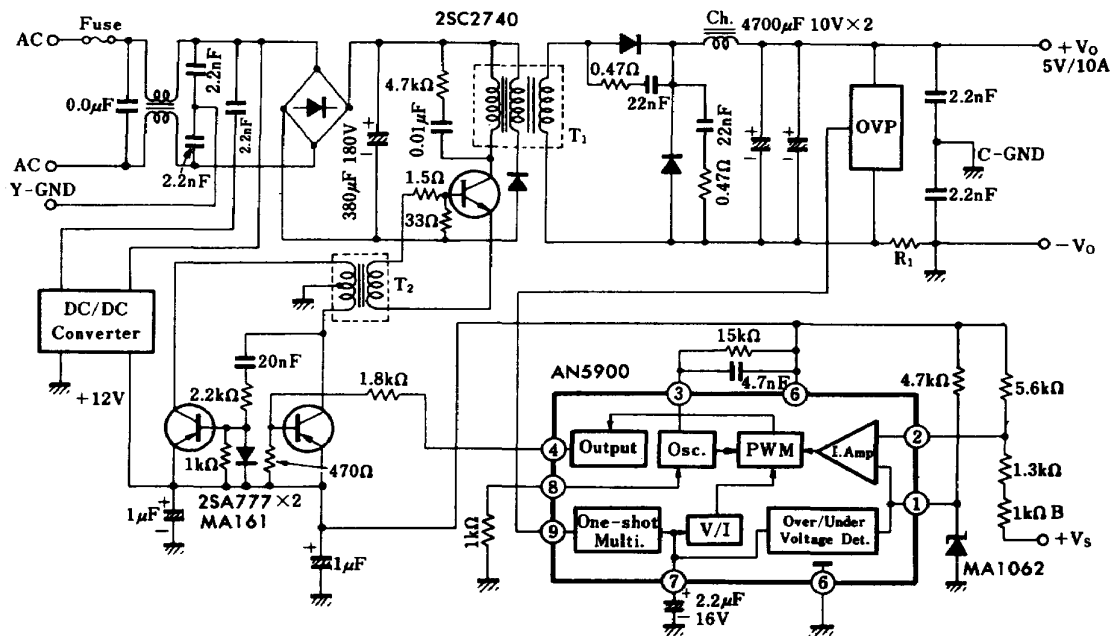 2SC2740
Ch. 4700μF 10V×2
Fuse
AC
+Vo
5V/10A
2.2nF
2.2nF
0.0μF
AC
Y-GND
2.2nF
4.7kΩ
0.01μF
380μF 180V
T1
0.47Ω
22nF
22nF
0.47Ω
OVP
2.2nF
C-GND
2.2nF
1.5Ω
33Ω
R1
-Vo
T2
DC/DC
Converter
+12V
20nF
2.2kΩ
1.8kΩ
1kΩ
470Ω
2SA777×2
MA161
1μF
1μF
AN5900
15kΩ
4.7nF
4.7kΩ
5.6kΩ
3
6
4
Output
Osc.
PWM
I.Amp
2
8
1.3kΩ
1
1kΩ B
+Vs
1kΩ
9
One-shot
Multi.
V/I
Over/Under
Voltage Det.
MA1062
7
6
2.2μF
16V